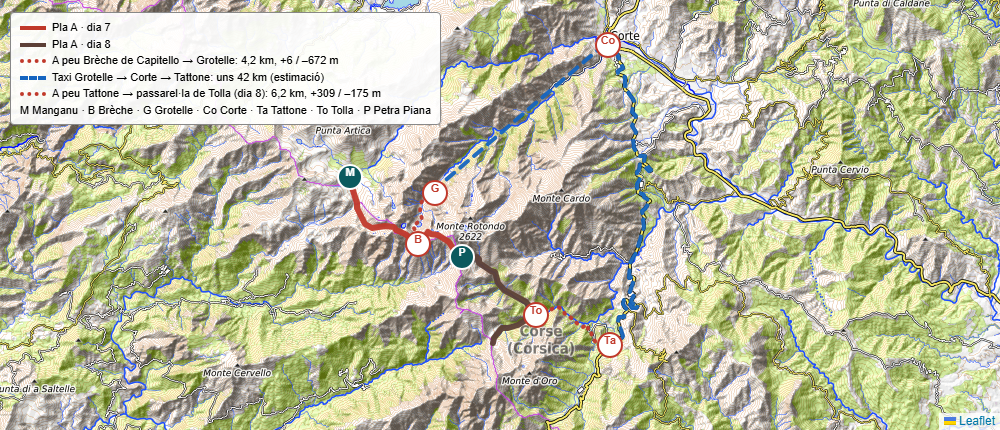 Pla A · dia 7
Pla A · dia 8
A peu Brèche de Capitello → Grotelle: 4,2 km, +6 / –672 m
Taxi Grotelle → Corte → Tattone: uns 42 km (estimació)
A peu Tattone → passarel·la de Tolla (dia 8): 6,2 km, +309 / –175 m
M Manganu · B Brèche · G Grotelle · Co Corte · Ta Tattone · To Tolla · P Petra Piana
Punta di Caldane
Co
Corte
Punta Artica
M
Punta Cervio
G
Monte Cardo
Monte Rotondo
2622
B
P
To
Corse
(Corsica)
Ta
Monte Cervello
Monte d'Oro
unta di a Saltelle
Leaflet